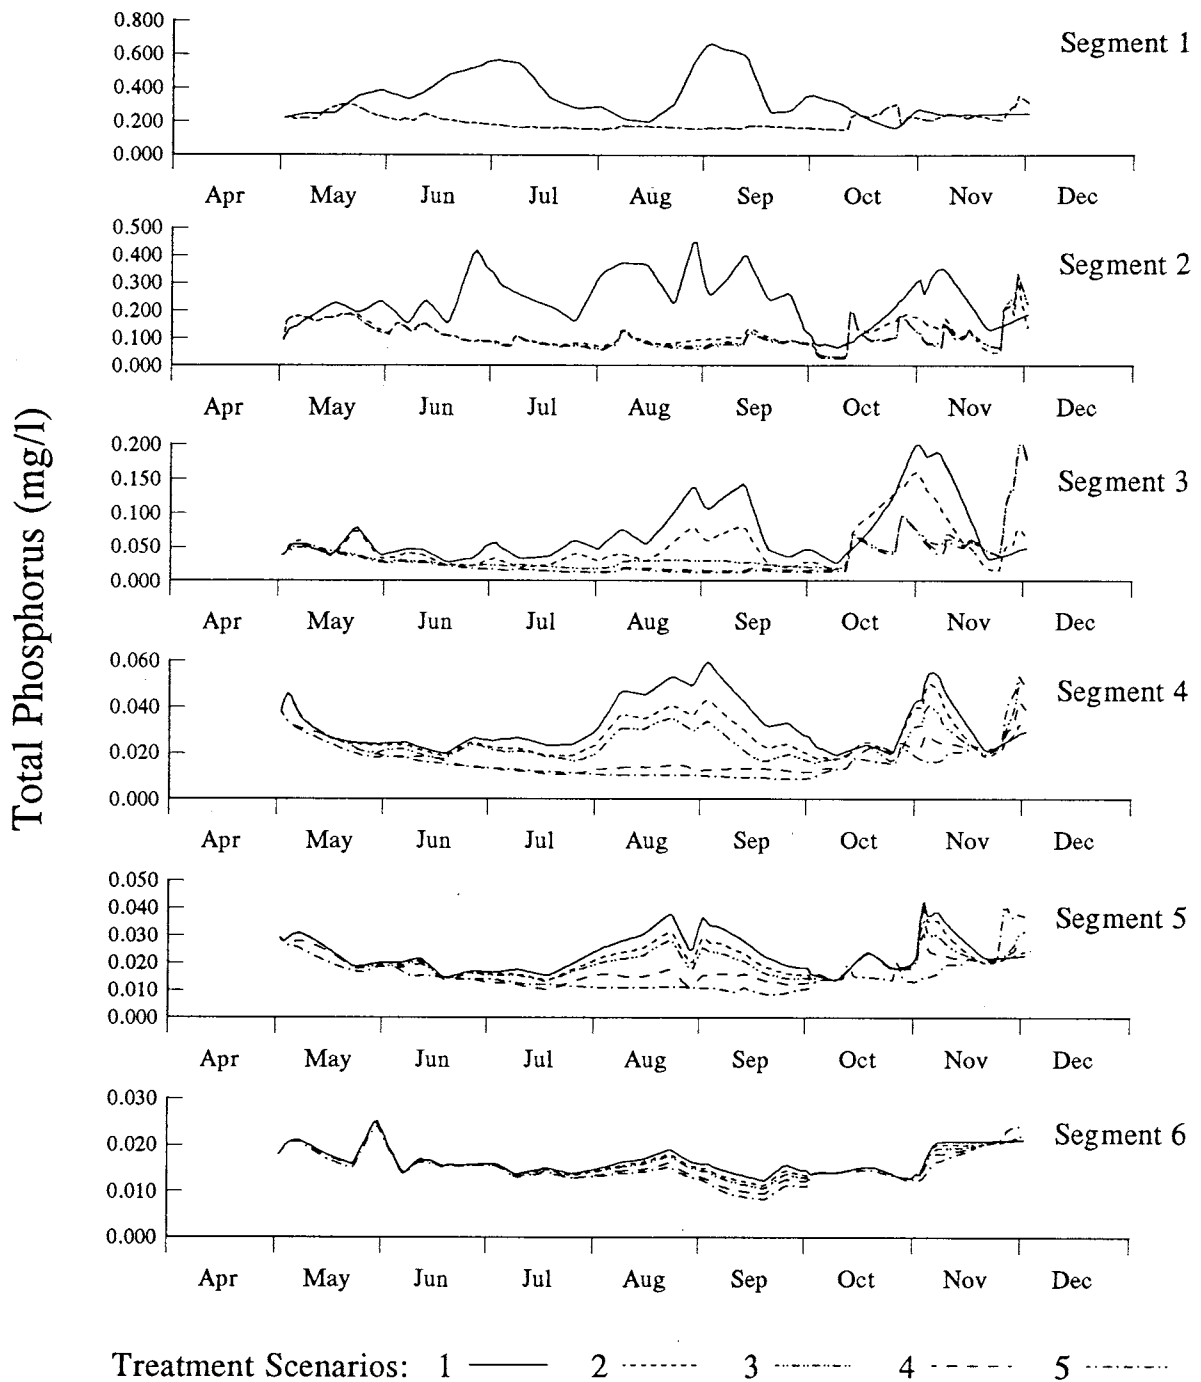 Total Phosphorus (mg/l)
0.800
0.600
0.400
0.200
0.000
Segment 1
Apr May Jun Jul Aug Sep Oct Nov Dec
0.500
0.400
0.300
0.200
0.100
0.000
Segment 2
Apr May Jun Jul Aug Sep Oct Nov Dec
0.200
0.150
0.100
0.050
0.000
Segment 3
Apr May Jun Jul Aug Sep Oct Nov Dec
0.060
0.040
0.020
0.000
Segment 4
Apr May Jun Jul Aug Sep Oct Nov Dec
0.050
0.040
0.030
0.020
0.010
0.000
Segment 5
Apr May Jun Jul Aug Sep Oct Nov Dec
0.030
0.020
0.010
0.000
Segment 6
Apr May Jun Jul Aug Sep Oct Nov Dec
Treatment Scenarios: 1 2 3 4 5